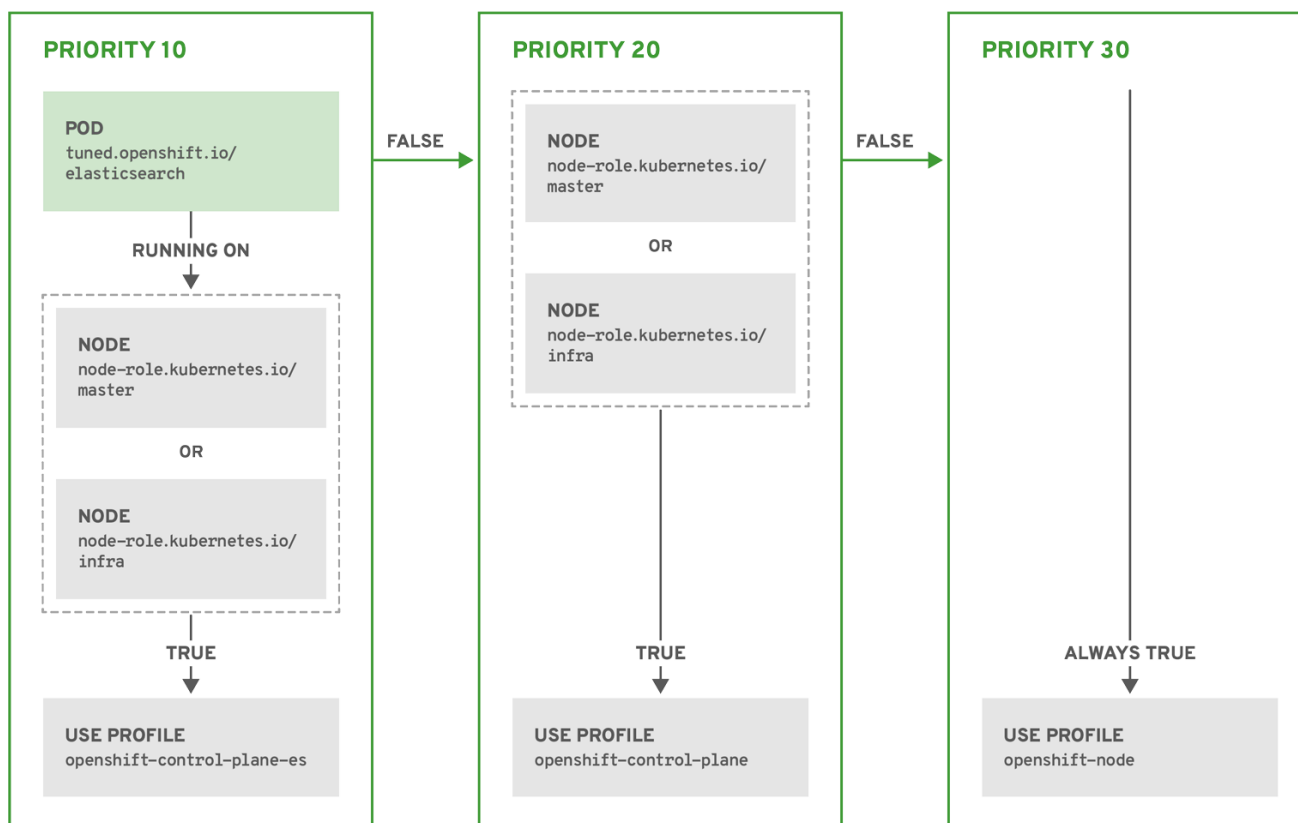 PRIORITY 10
POD
tuned.openshift.io/
elasticsearch
RUNNING ON
NODE
node-role.kubernetes.io/
master
OR
NODE
node-role.kubernetes.io/
infra
TRUE
USE PROFILE
openshift-control-plane-es
FALSE
PRIORITY 20
NODE
node-role.kubernetes.io/
master
OR
NODE
node-role.kubernetes.io/
infra
TRUE
USE PROFILE
openshift-control-plane
FALSE
PRIORITY 30
ALWAYS TRUE
USE PROFILE
openshift-node